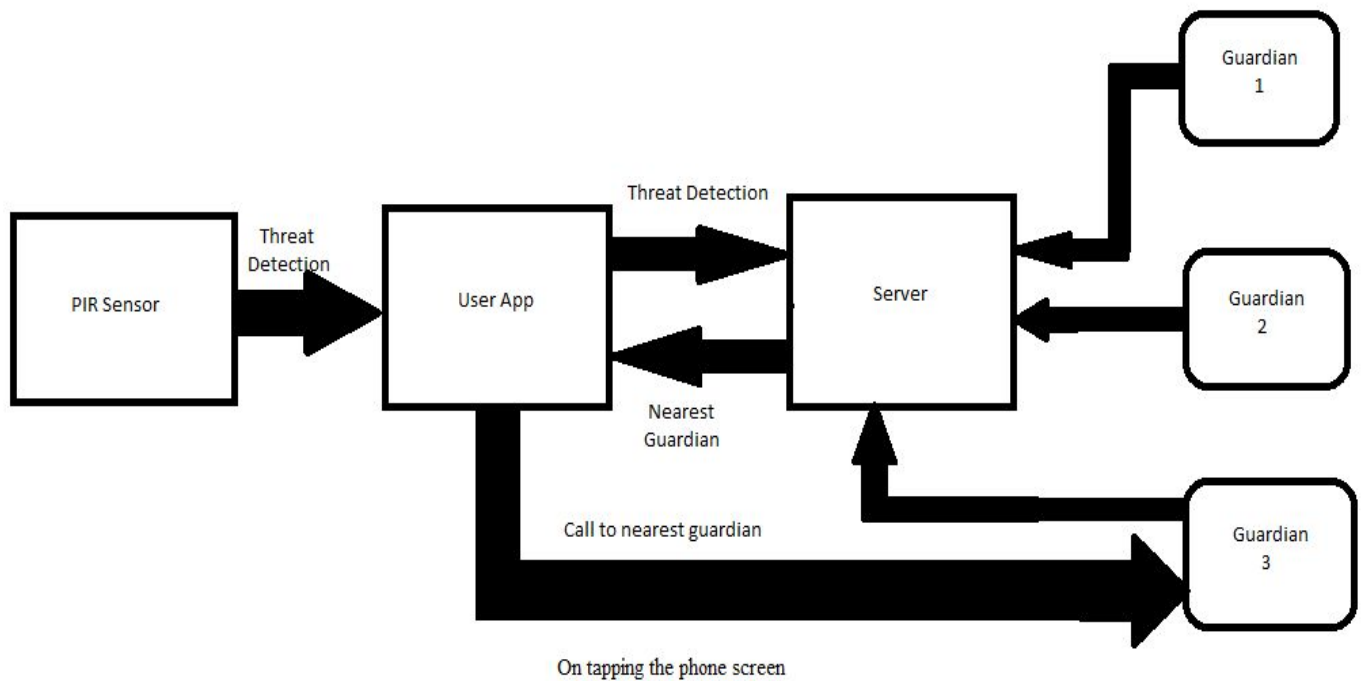 PIR Sensor
Threat
Detection
User App
Threat Detection
Nearest
Guardian
Server
Guardian
1
Guardian
2
Guardian
3
Call to nearest guardian
On tapping the phone screen